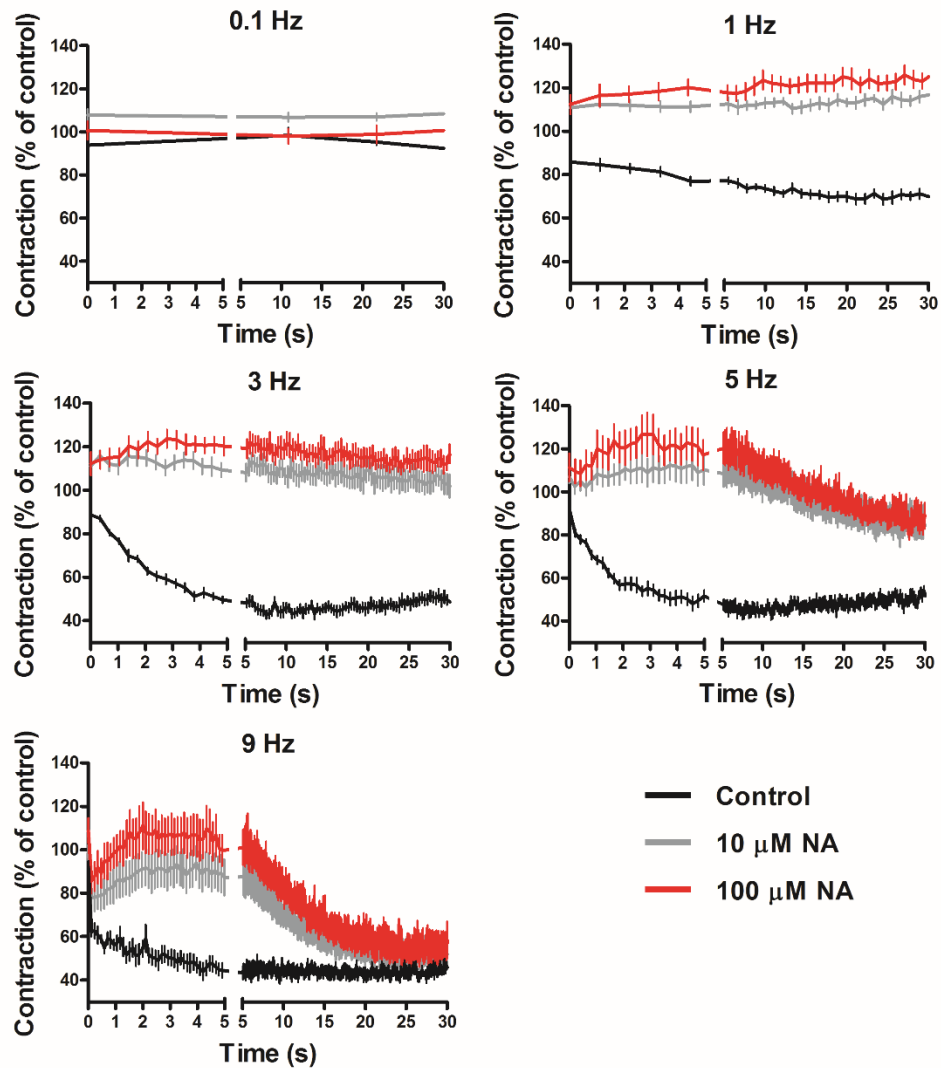 0.1 Hz
Contraction (% of control)
140
120
100
80
60
40
0 1 2 3 4 5 5 10 15 20 25 30
Time (s)
1 Hz
Contraction (% of control)
140
120
100
80
60
40
0 1 2 3 4 5 5 10 15 20 25 30
Time (s)
3 Hz
Contraction (% of control)
140
120
100
80
60
40
0 1 2 3 4 5 5 10 15 20 25 30
Time (s)
5 Hz
Contraction (% of control)
140
120
100
80
60
40
0 1 2 3 4 5 5 10 15 20 25 30
Time (s)
9 Hz
Contraction (% of control)
140
120
100
80
60
40
0 1 2 3 4 5 5 10 15 20 25 30
Time (s)
Control
10 μM NA
100 μM NA